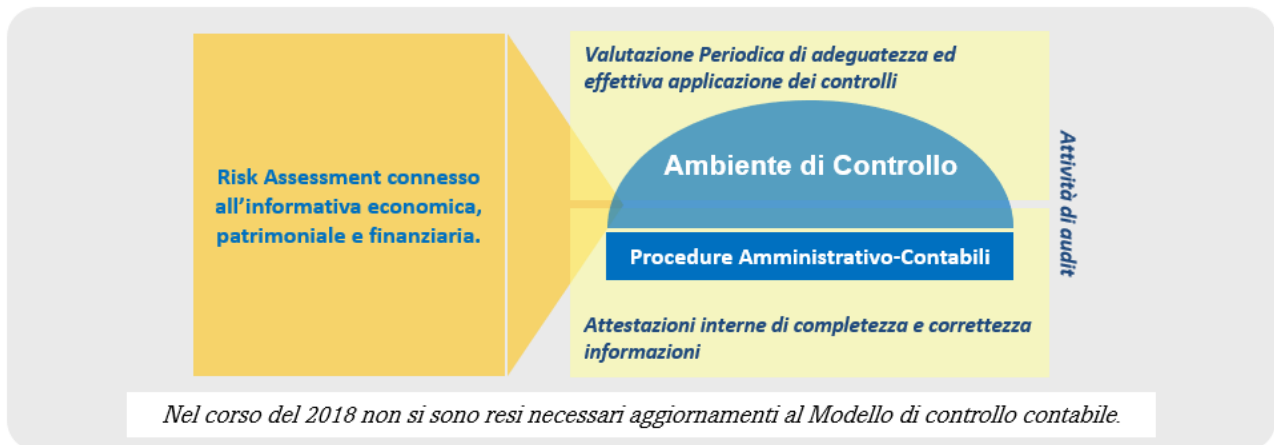 Valutazione Periodica di adeguatezza ed
effettiva applicazione dei controlli
Risk Assessment connesso
all'informativa economica,
patrimoniale e finanziaria.
Ambiente di Controllo
Procedure Amministrativo-Contabili
Attestazioni interne di completezza e correttezza
informazioni
Attività di audit
Nel corso del 2018 non si sono resi necessari aggiornamenti al Modello di controllo contabile.